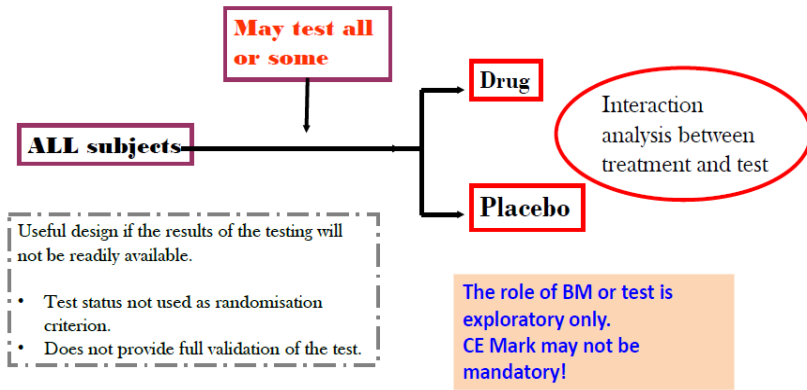 May test all
or some
Drug
Interaction
analysis between
treatment and test
ALL subjects
Placebo
Useful design if the results of the testing will
not be readily available.
• Test status not used as randomisation
criterion.
• Does not provide full validation of the test.
The role of BM or test is
exploratory only.
CE Mark may not be
mandatory!